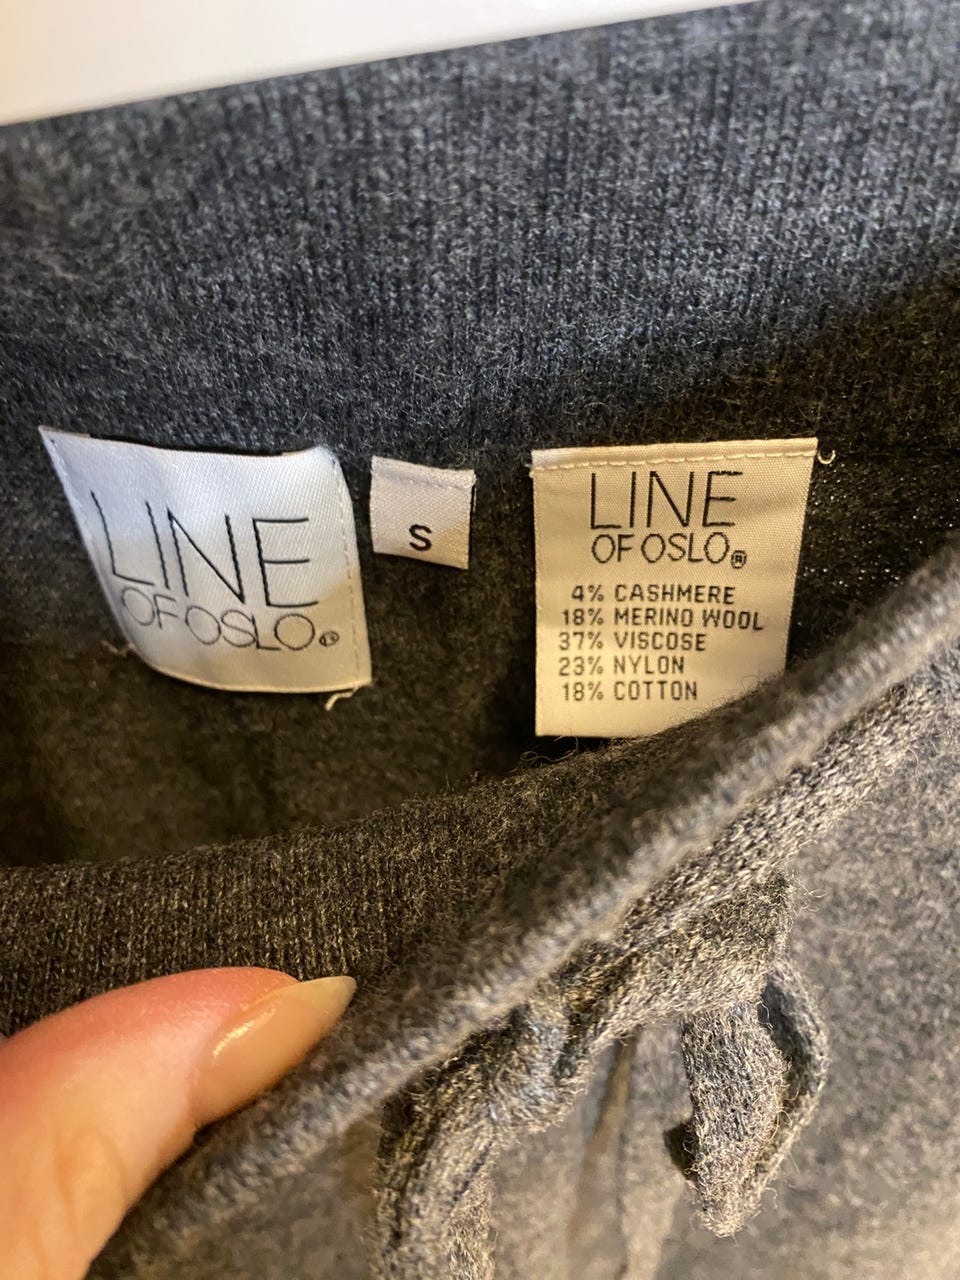 LINE
OF OSLO®
S
LINE
OF OSLO®
4% CASHMERE
18% MERINO WOOL
37% VISCOSE
23% NYLON
18% COTTON